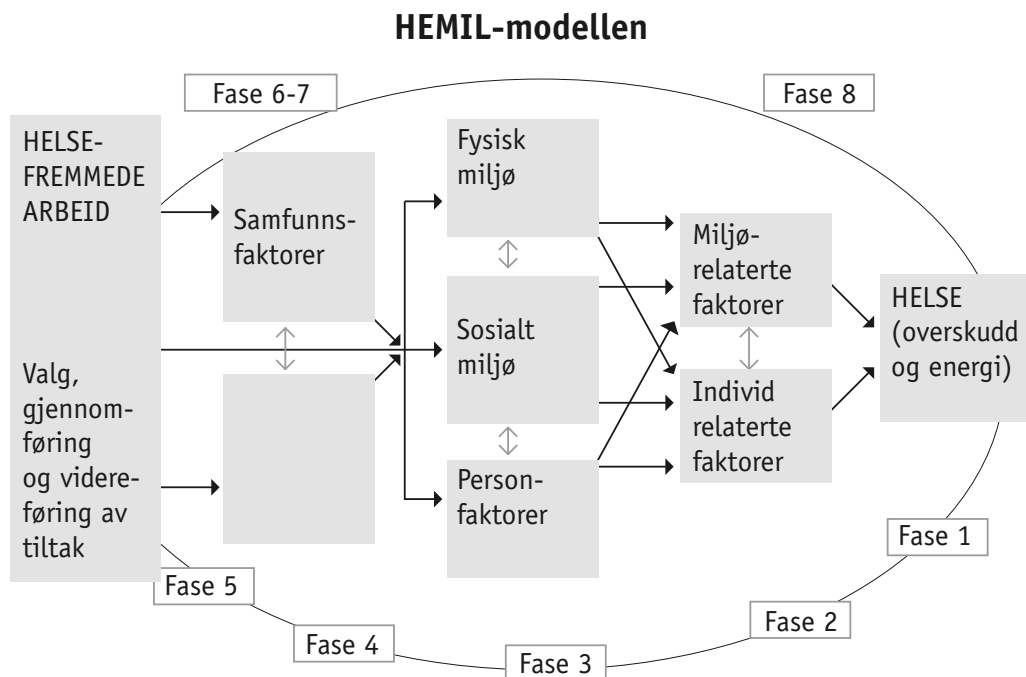 HEMIL-modellen
Fase 6-7
Fase 8
HELSE-
FREMMEDE
ARBEID
Valg,
gjennom-
føring
og videre-
føring av
tiltak
Samfunns-
faktorer
Fysisk
miljø
Sosialt
miljø
Person-
faktorer
Miljø-
relaterte
faktorer
Individ
relaterte
faktorer
HELSE
(overskudd
og energi)
Fase 1
Fase 2
Fase 3
Fase 4
Fase 5